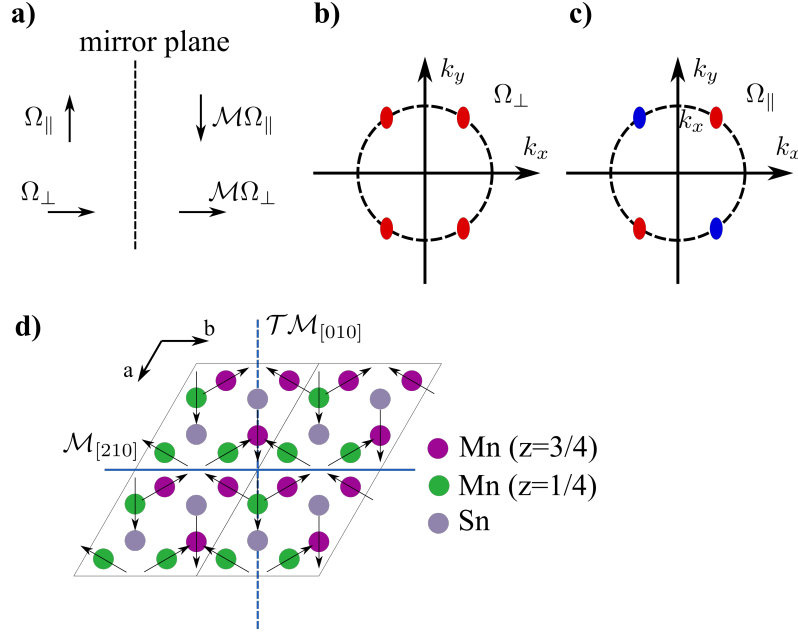 a)
mirror plane
Ω∥
ℳΩ∥
Ω⊥
ℳΩ⊥
b)
k_y
Ω⊥
k_x
c)
k_y
Ω∥
k_x
k_x
d)
b
a
𝒯ℳ[010]
ℳ[210]
Mn (z=3/4)
Mn (z=1/4)
Sn